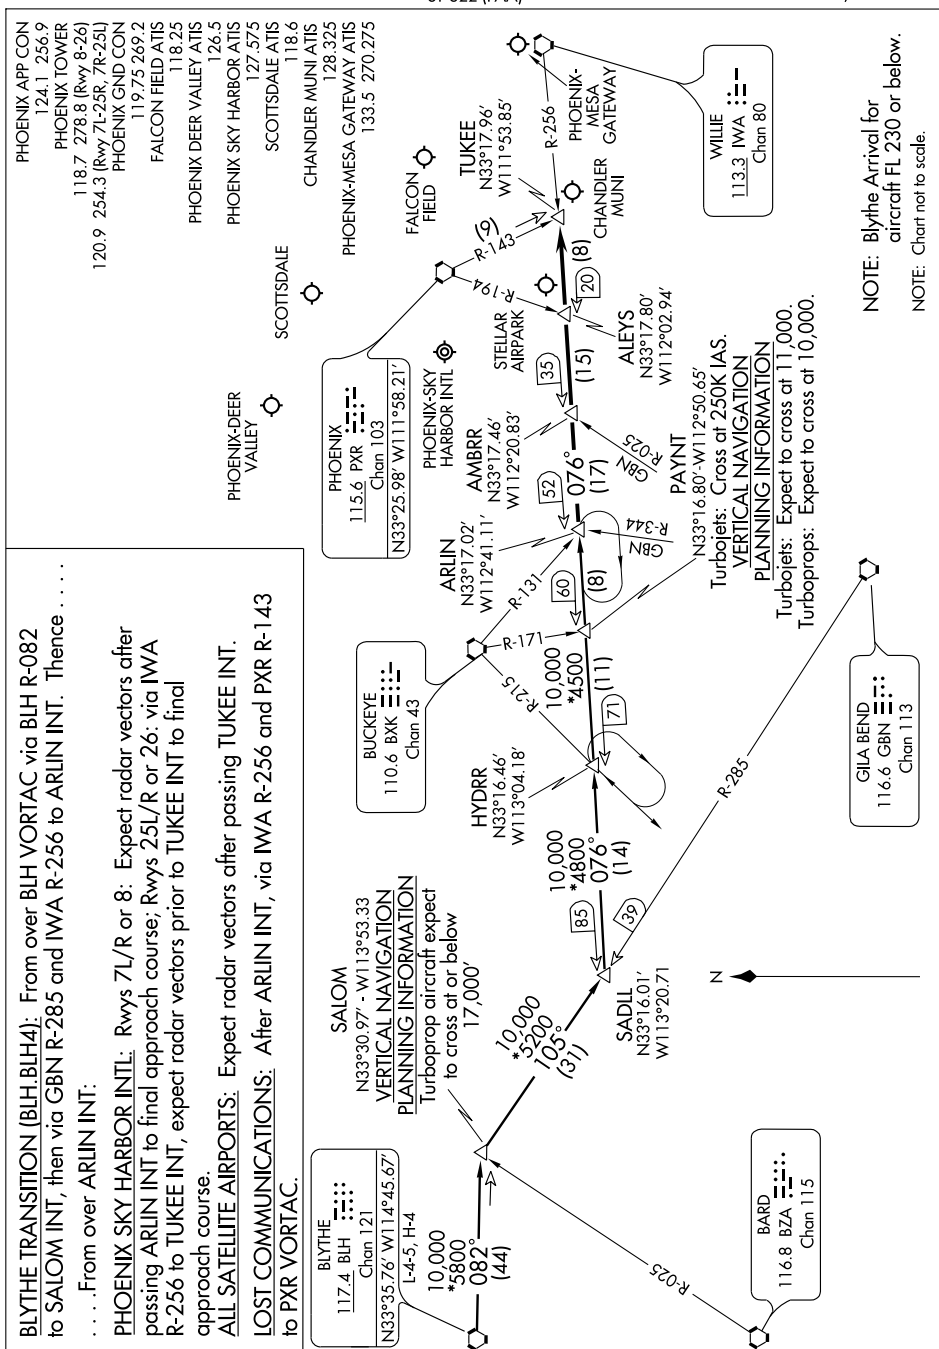 BLYTHE TRANSITION (BLH.BLH4): From over BLH VORTAC via BLH R-082
to SALOM INT, then via GBN R-285 and IWA R-256 to ARLIN INT. Thence . . . .
. . . .From over ARLIN INT:
PHOENIX SKY HARBOR INTL: Rwys 7L/R or 8: Expect radar vectors after
passing ARLIN INT to final approach course; Rwys 25L/R or 26: via IWA
R-256 to TUKEE INT, expect radar vectors prior to TUKEE INT to final
approach course.
ALL SATELLITE AIRPORTS: Expect radar vectors after passing TUKEE INT.
LOST COMMUNICATIONS: After ARLIN INT, via IWA R-256 and PXR R-143
to PXR VORTAC.
PHOENIX APP CON
124.1 256.9
PHOENIX TOWER
118.7 278.8 (Rwy 8-26)
120.9 254.3 (Rwy 7L-25R, 7R-25L)
PHOENIX GND CON
119.75 269.2
FALCON FIELD ATIS
118.25
PHOENIX DEER VALLEY ATIS
126.5
PHOENIX SKY HARBOR ATIS
127.575
SCOTTSDALE ATIS
118.6
CHANDLER MUNI ATIS
128.325
PHOENIX-MESA GATEWAY ATIS
133.5 270.275
PHOENIX-DEER
VALLEY
SCOTTSDALE
FALCON
FIELD
PHOENIX
115.6 PXR
Chan 103
N33°25.98' W111°58.21'
PHOENIX-SKY
HARBOR INTL
STELLAR
AIRPARK
R-194
R-143
(9)
TUKEE
N33°17.96'
W111°53.85'
CHANDLER
MUNI
R-256
PHOENIX-
MESA
GATEWAY
WILLIE
113.3 IWA
Chan 80
BUCKEYE
110.6 BXK
Chan 43
R-215
R-171
R-131
ARLIN
N33°17.02'
W112°41.11'
AMBRR
N33°17.46'
W112°20.83'
ALEYS
N33°17.80'
W112°02.94'
BLYTHE
117.4 BLH
Chan 121
N33°35.76' W114°45.67'
L-4-5, H-4
10,000
*5800
082°
(44)
SALOM
N33°30.97' - W113°53.33
VERTICAL NAVIGATION
PLANNING INFORMATION
Turboprop aircraft expect
to cross at or below
17,000'
10,000
*5200
105°
(31)
SADLL
N33°16.01'
W113°20.71
85
39
10,000
*4800
076°
(14)
HYDRR
N33°16.46'
W113°04.18'
71
10,000
*4500
(11)
60
(8)
52
076°
(17)
35
(15)
20
(8)
GBN
R-344
GBN
R-025
PAYNT
N33°16.80'-W112°50.65'
Turbojets: Cross at 250K IAS.
VERTICAL NAVIGATION
PLANNING INFORMATION
Turbojets: Expect to cross at 11,000.
Turboprops: Expect to cross at 10,000.
R-285
GILA BEND
116.6 GBN
Chan 113
BARD
116.8 BZA
Chan 115
R-025
N
NOTE: Blythe Arrival for
aircraft FL 230 or below.
NOTE: Chart not to scale.